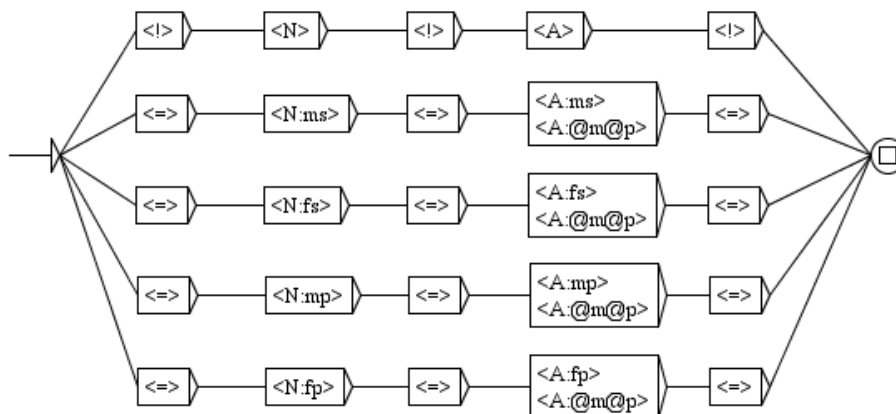 <!> <N> <!> <A> <!>
<=> <N:ms> <=> <A:ms> <=>
<A:@m@p>
<=> <N:fs> <=> <A:fs> <=>
<A:@m@p>
<=> <N:mp> <=> <A:mp> <=>
<A:@m@p>
<=> <N:fp> <=> <A:fp> <=>
<A:@m@p>